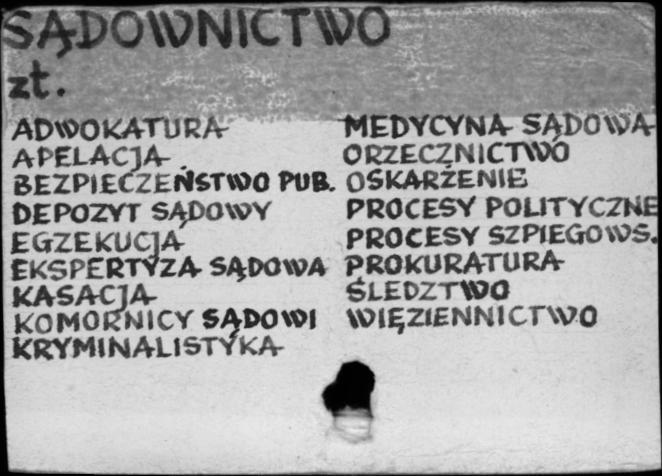 SĄDOWNICTWO
zt.
ADWOKATURA
APELACJA
BEZPIECZEŃSTWO PUB.
DEPOZYT SĄDOWY
EGZEKUCJA
EKSPERTYZA SĄDOWA
KASACJA
KOMORNICY SĄDOWI
KRYMINALISTYKA
MEDYCYNA SĄDOWA
ORZECZNICTWO
OSKARŻENIE
PROCESY POLITYCZNE
PROCESY SZPIEGOWS.
PROKURATURA
ŚLEDZTWO
WIĘZIENNICTWO